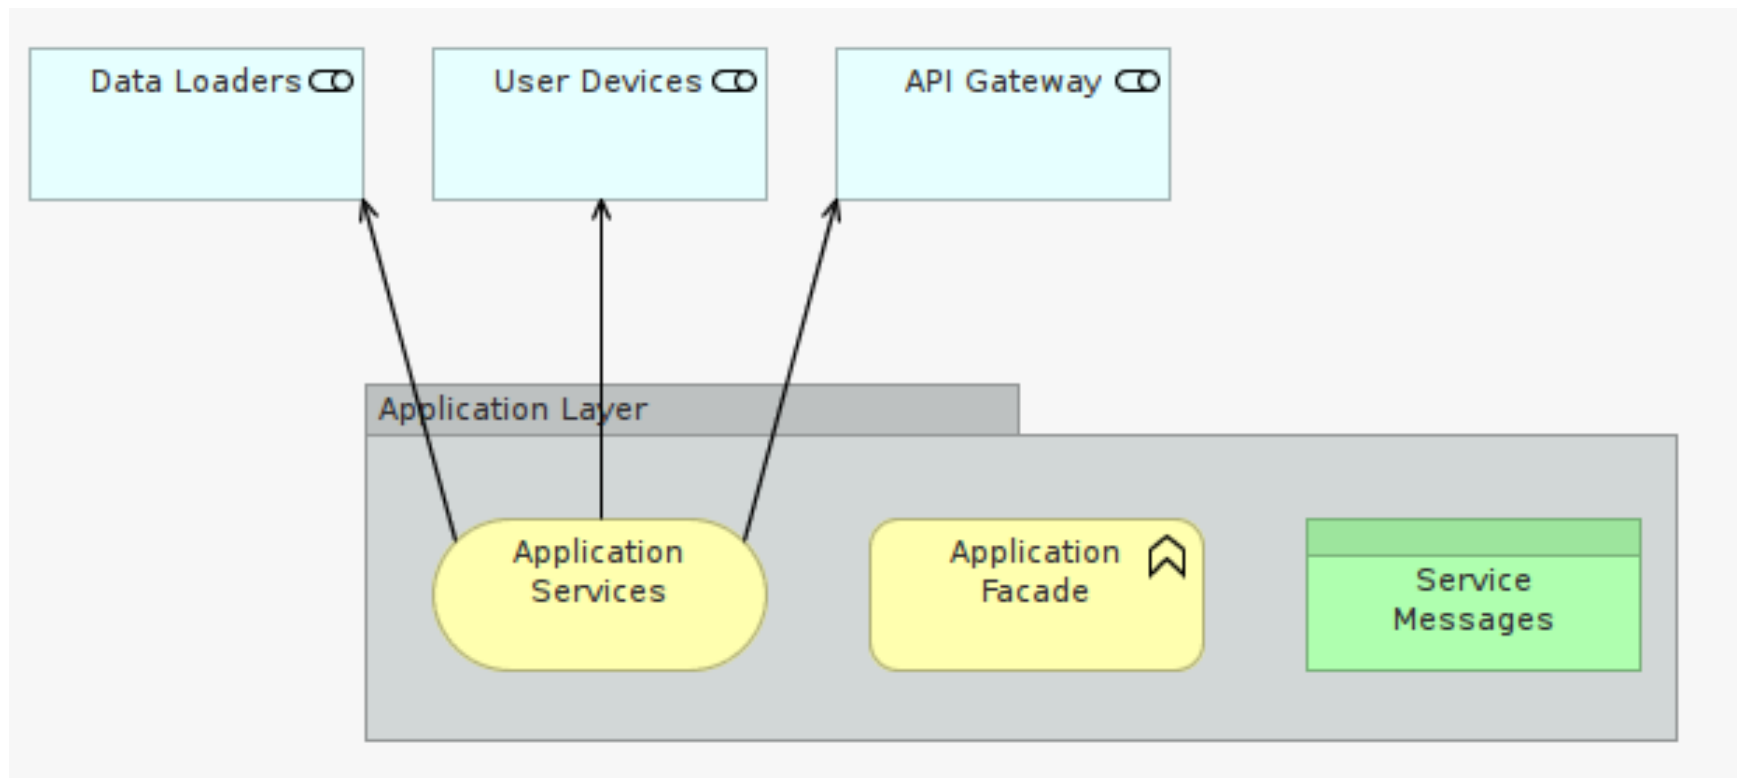 Data Loaders
User Devices
API Gateway
Application Layer
Application
Services
Application
Facade
Service
Messages